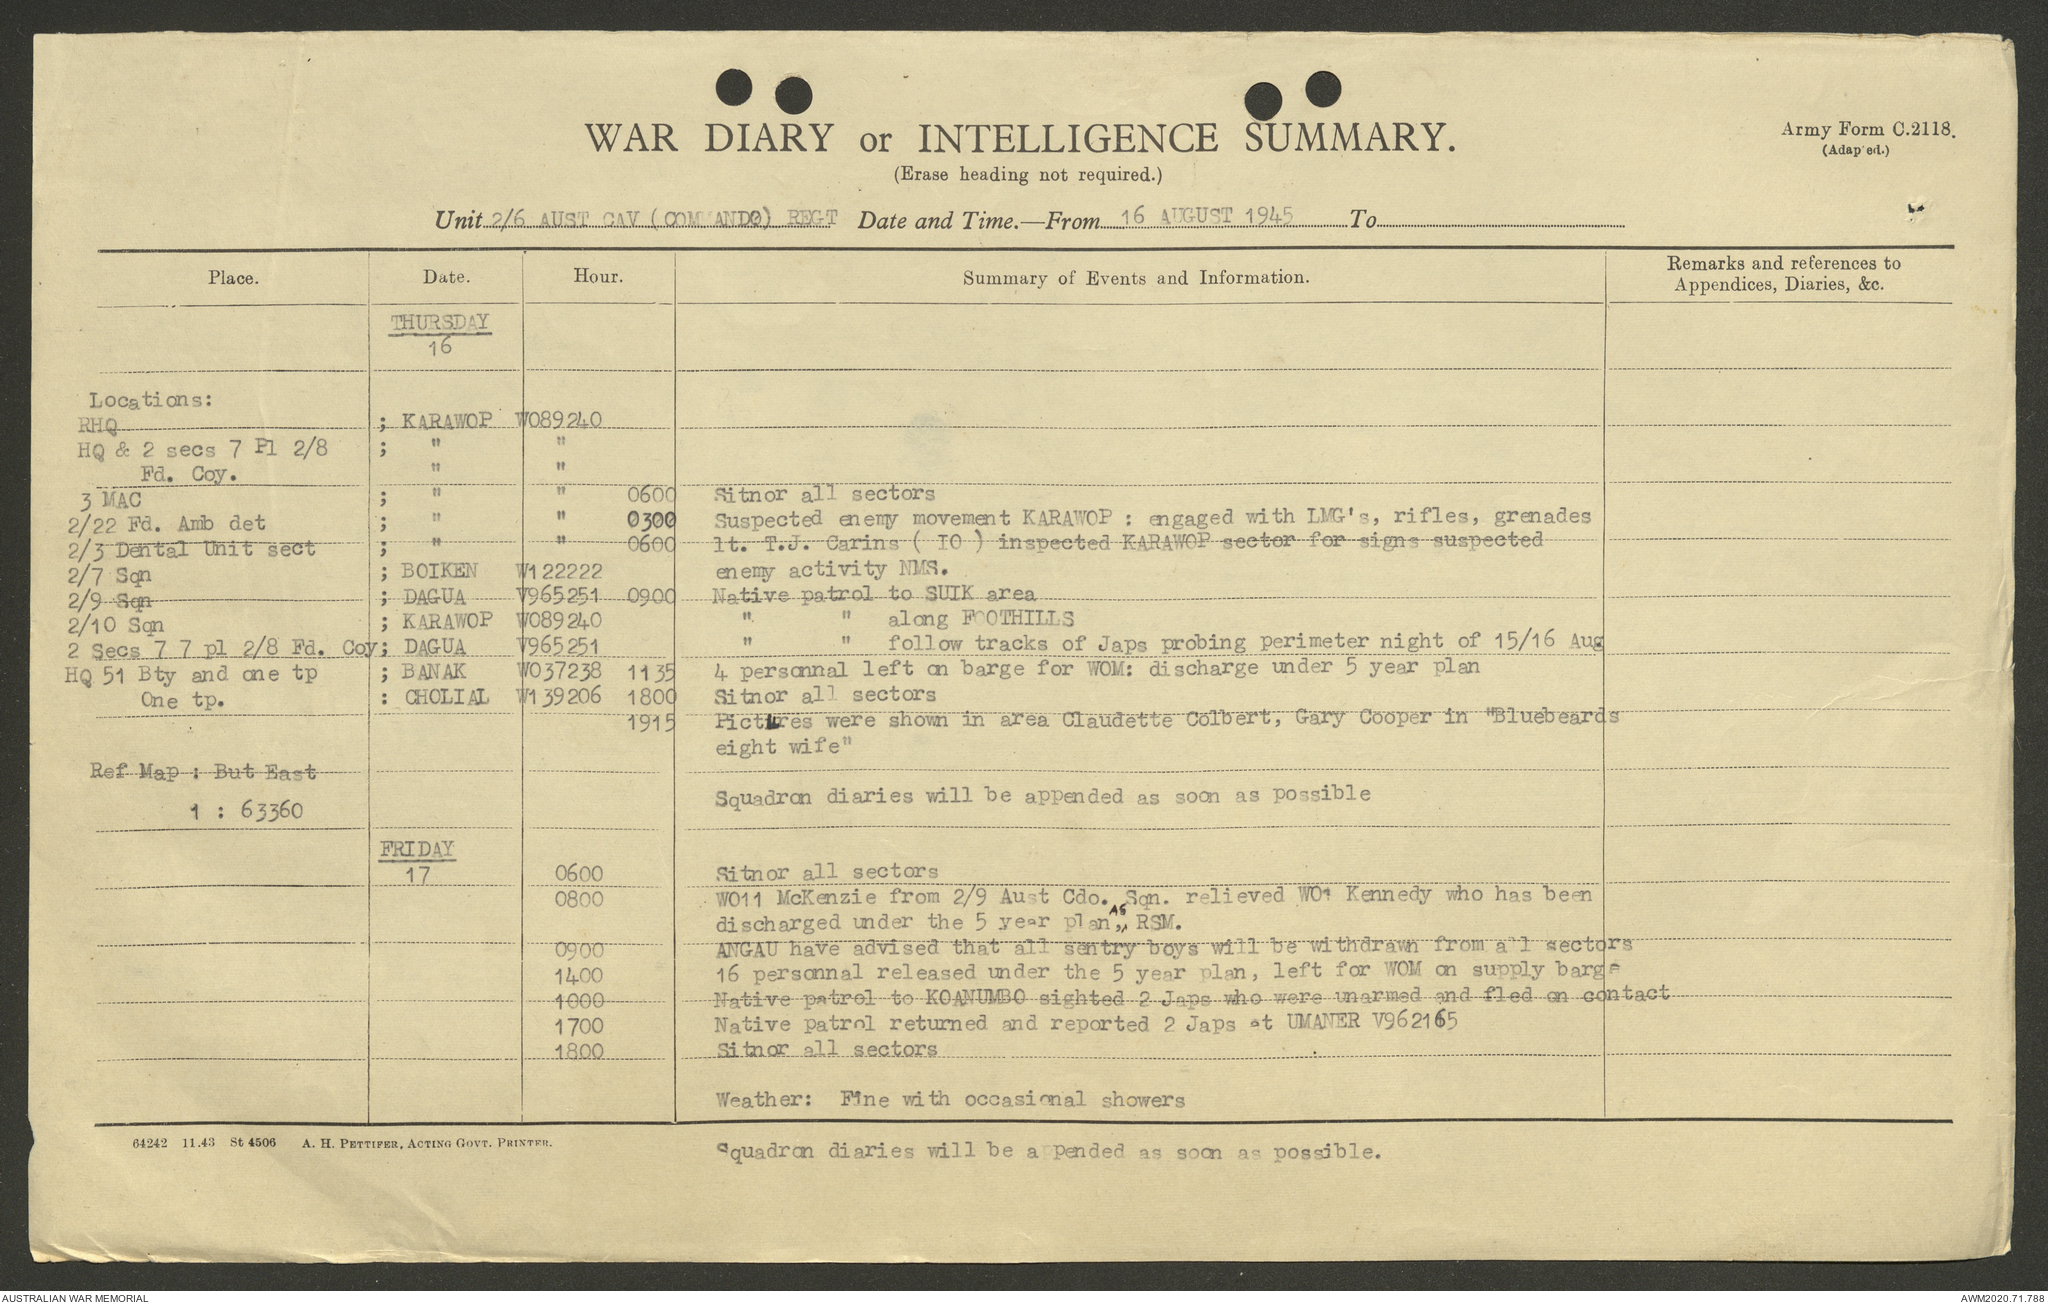 WAR DIARY or INTELLIGENCE SUMMARY.
(Erase heading not required.)
Army Form C.2118.
(Adap ed.)
Unit 2/6 AUST CAV (COMMANDO) REGT Date and Time.—From 16 AUGUST 1945 To
Place. Date. Hour. Summary of Events and Information. Remarks and references to Appendices, Diaries, &c.
THURSDAY
16
Locations:
RHQ ; KARAWOP WO89240
HQ & 2 secs 7 Pl 2/8 ; " "
Fd. Coy. " "
3 MAC ; " " 0600 Sitnor all sectors
2/22 Fd. Amb det ; " " 0300 Suspected enemy movement KARAWOP : engaged with LMG's, rifles, grenades
2/3 Dental Unit sect ; " " 0600 lt. T.J. Carins ( IO ) inspected KARAWOP sector for signs suspected
2/7 Sqn ; BOIKEN W122222 enemy activity NMS.
2/9 Sqn ; DAGUA V965251 0900 Native patrol to SUIK area
2/10 Sqn ; KARAWOP WO89240 " " along FOOTHILLS
2 Secs 7 7 pl 2/8 Fd. Coy; DAGUA V965251 " " follow tracks of Japs probing perimeter night of 15/16 Aug
HQ 51 Bty and one tp ; BANAK WO37238 1135 4 personnal left on barge for WOM: discharge under 5 year plan
One tp. : CHOLIAL W139206 1800 Sitnor all sectors
1915 Pictures were shown in area Claudette Colbert, Gary Cooper in "Bluebeards
eight wife"
Ref Map : But East
Squadron diaries will be appended as soon as possible
1 : 63360
FRIDAY
17 0600 Sitnor all sectors
0800 WO11 McKenzie from 2/9 Aust Cdo. Sqn. relieved WO1 Kennedy who has been
discharged under the 5 year plan, AS RSM.
0900 ANGAU have advised that all sentry boys will be withdrawn from all sectors
1400 16 personnal released under the 5 year plan, left for WOM on supply barge
1000 Native patrol to KOANUMBO sighted 2 Japs who were unarmed and fled on contact
1700 Native patrol returned and reported 2 Japs at UMANER V962165
1800 Sitnor all sectors
Weather: Fine with occasional showers
64242 11.43 St 4506 A. H. PETTIFER, ACTING GOVT. PRINTER.
Squadron diaries will be appended as soon as possible.
AUSTRALIAN WAR MEMORIAL
AWM2020.71.788